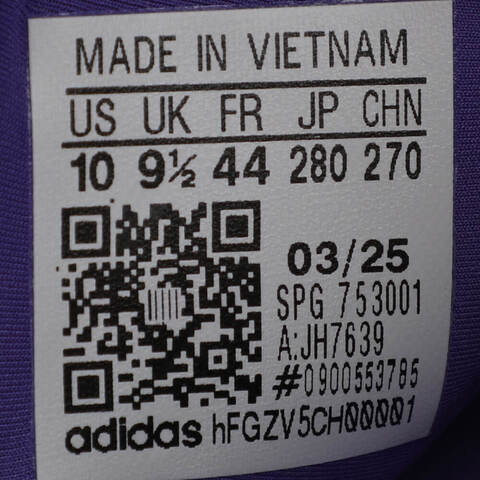 MADE IN VIETNAM
US UK FR JP CHN
10 9½ 44 280 270
03/25
SPG 753001
A:JH7639
#0900553785
adidas hFGZV5CH00001